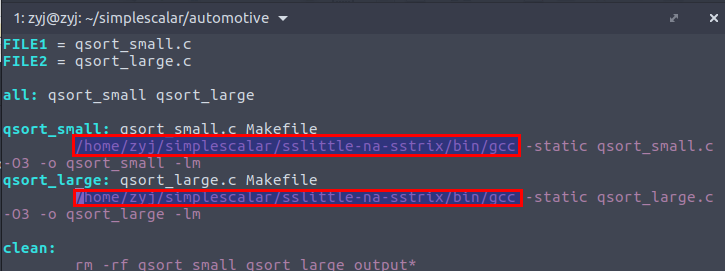 1: zyj@zyj: ~/simplescalar/automotive
FILE1 = qsort_small.c
FILE2 = qsort_large.c
all: qsort_small qsort_large
qsort_small: qsort_small.c Makefile
/home/zyj/simplescalar/sslittle-na-sstrix/bin/gcc -static qsort_small.c
-O3 -o qsort_small -lm
qsort_large: qsort_large.c Makefile
/home/zyj/simplescalar/sslittle-na-sstrix/bin/gcc -static qsort_large.c
-O3 -o qsort_large -lm
clean:
rm -rf qsort_small qsort_large output*